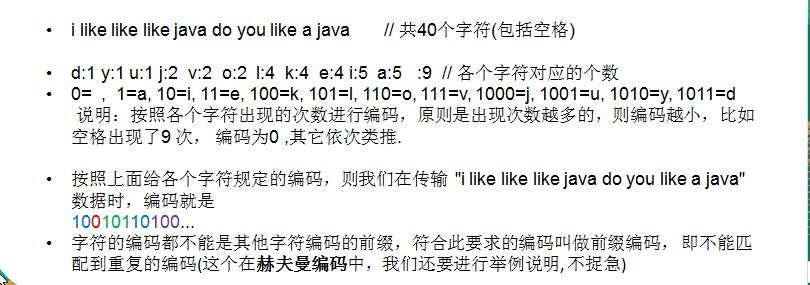 • i like like like java do you like a java // 共40个字符(包括空格)
• d:1 y:1 u:1 j:2 v:2 o:2 l:4 k:4 e:4 i:5 a:5 :9 // 各个字符对应的个数
• 0= , 1=a, 10=i, 11=e, 100=k, 101=l, 110=o, 111=v, 1000=j, 1001=u, 1010=y, 1011=d
说明：按照各个字符出现的次数进行编码，原则是出现次数越多的，则编码越小，比如
空格出现了9 次， 编码为0 ,其它依次类推.
• 按照上面给各个字符规定的编码，则我们在传输 "i like like like java do you like a java"
数据时，编码就是
10010110100...
• 字符的编码都不能是其他字符编码的前缀，符合此要求的编码叫做前缀编码， 即不能匹
配到重复的编码(这个在赫夫曼编码中，我们还要进行举例说明, 不捉急)